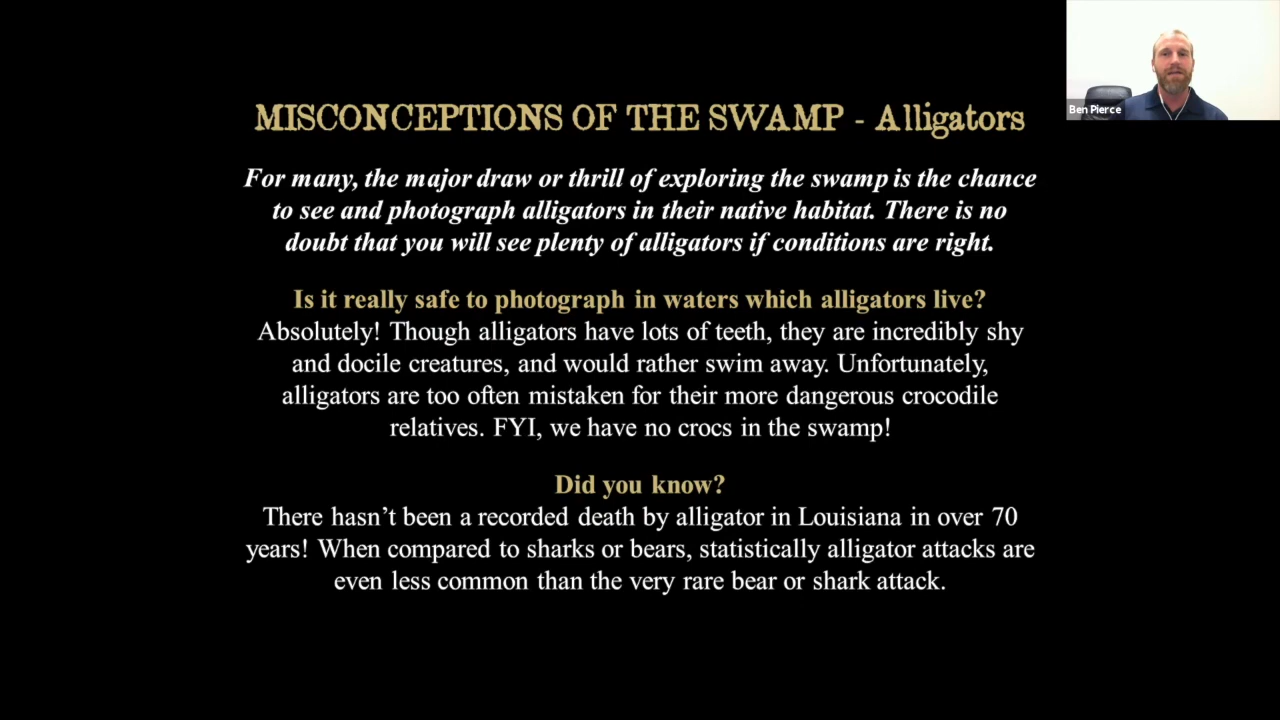 MISCONCEPTIONS OF THE SWAMP - Alligators
For many, the major draw or thrill of exploring the swamp is the chance
to see and photograph alligators in their native habitat. There is no
doubt that you will see plenty of alligators if conditions are right.
Is it really safe to photograph in waters which alligators live?
Absolutely! Though alligators have lots of teeth, they are incredibly shy
and docile creatures, and would rather swim away. Unfortunately,
alligators are too often mistaken for their more dangerous crocodile
relatives. FYI, we have no crocs in the swamp!
Did you know?
There hasn't been a recorded death by alligator in Louisiana in over 70
years! When compared to sharks or bears, statistically alligator attacks are
even less common than the very rare bear or shark attack.
Ben Pierce